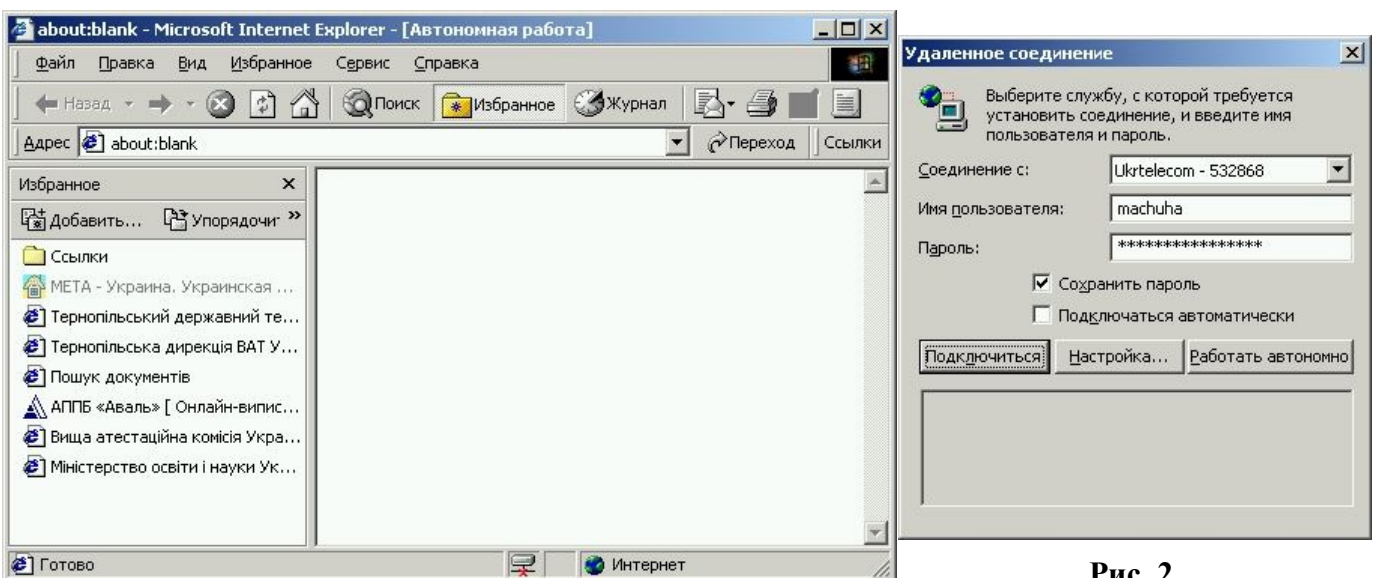 about:blank - Microsoft Internet Explorer - [Автономная работа]
Файл Правка Вид Избранное Сервис Справка
Назад Поиск Избранное Журнал
Адрес about:blank Переход Ссылки
Избранное
Добавить... Упорядочит »
Ссылки
МЕТА - Украина. Украинская ...
Тернопільський державний те...
Тернопільська дирекція ВАТ У...
Пошук документів
АППБ «Аваль» [ Онлайн-випис...
Вища атестаційна комісія Укра...
Міністерство освіти і науки Ук...
Готово Интернет
Удаленное соединение
Выберите службу, с которой требуется
установить соединение, и введите имя
пользователя и пароль.
Соединение с: Ukrtelecom - 532868
Имя пользователя: machuha
Пароль: ****************
Сохранить пароль
Подключаться автоматически
Подключиться Настройка... Работать автономно
Рис. 2